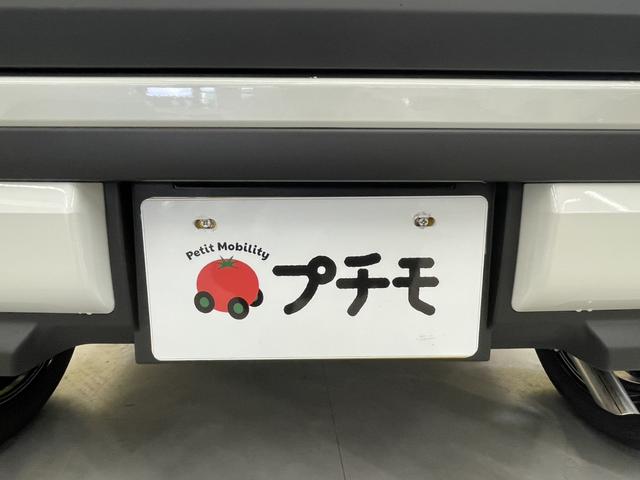 Petit Mobility
プチモ